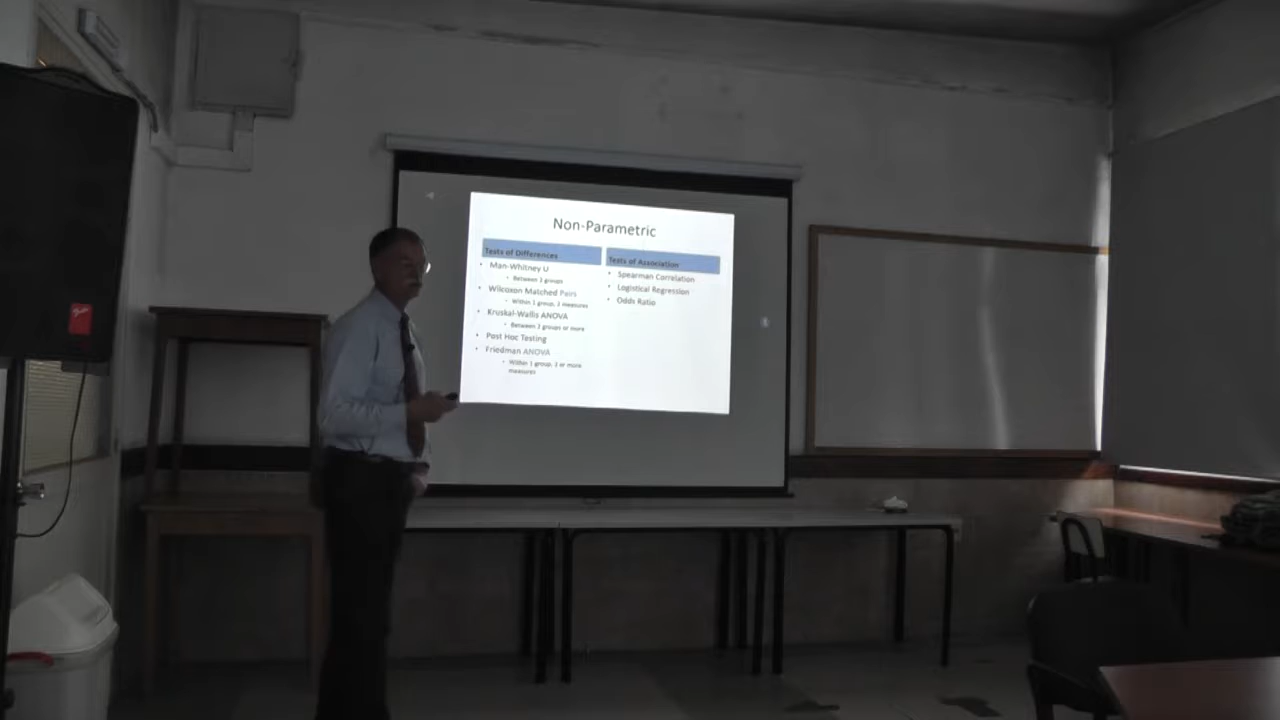 Non-Parametric
Tests of Differences
Man-Whitney U
Between 2 groups
Wilcoxon Matched Pairs
Within 1 group, 2 measures
Kruskal-Wallis ANOVA
Between 3 groups or more
Post Hoc Testing
Friedman ANOVA
Within 1 group, 3 or more
measures
Tests of Association
Spearman Correlation
Logistical Regression
Odds Ratio